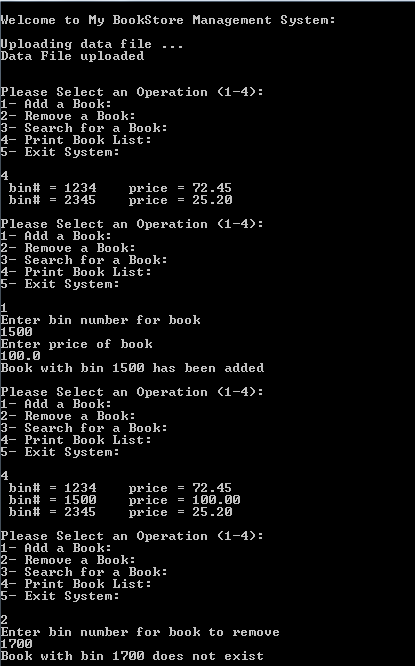 Welcome to My BookStore Management System:
Uploading data file ...
Data File uploaded
Please Select an Operation (1-4):
1- Add a Book:
2- Remove a Book:
3- Search for a Book:
4- Print Book List:
5- Exit System:
4
bin# = 1234    price = 72.45
bin# = 2345    price = 25.20
Please Select an Operation (1-4):
1- Add a Book:
2- Remove a Book:
3- Search for a Book:
4- Print Book List:
5- Exit System:
1
Enter bin number for book
1500
Enter price of book
100.0
Book with bin 1500 has been added
Please Select an Operation (1-4):
1- Add a Book:
2- Remove a Book:
3- Search for a Book:
4- Print Book List:
5- Exit System:
4
bin# = 1234    price = 72.45
bin# = 1500    price = 100.00
bin# = 2345    price = 25.20
Please Select an Operation (1-4):
1- Add a Book:
2- Remove a Book:
3- Search for a Book:
4- Print Book List:
5- Exit System:
2
Enter bin number for book to remove
1700
Book with bin 1700 does not exist